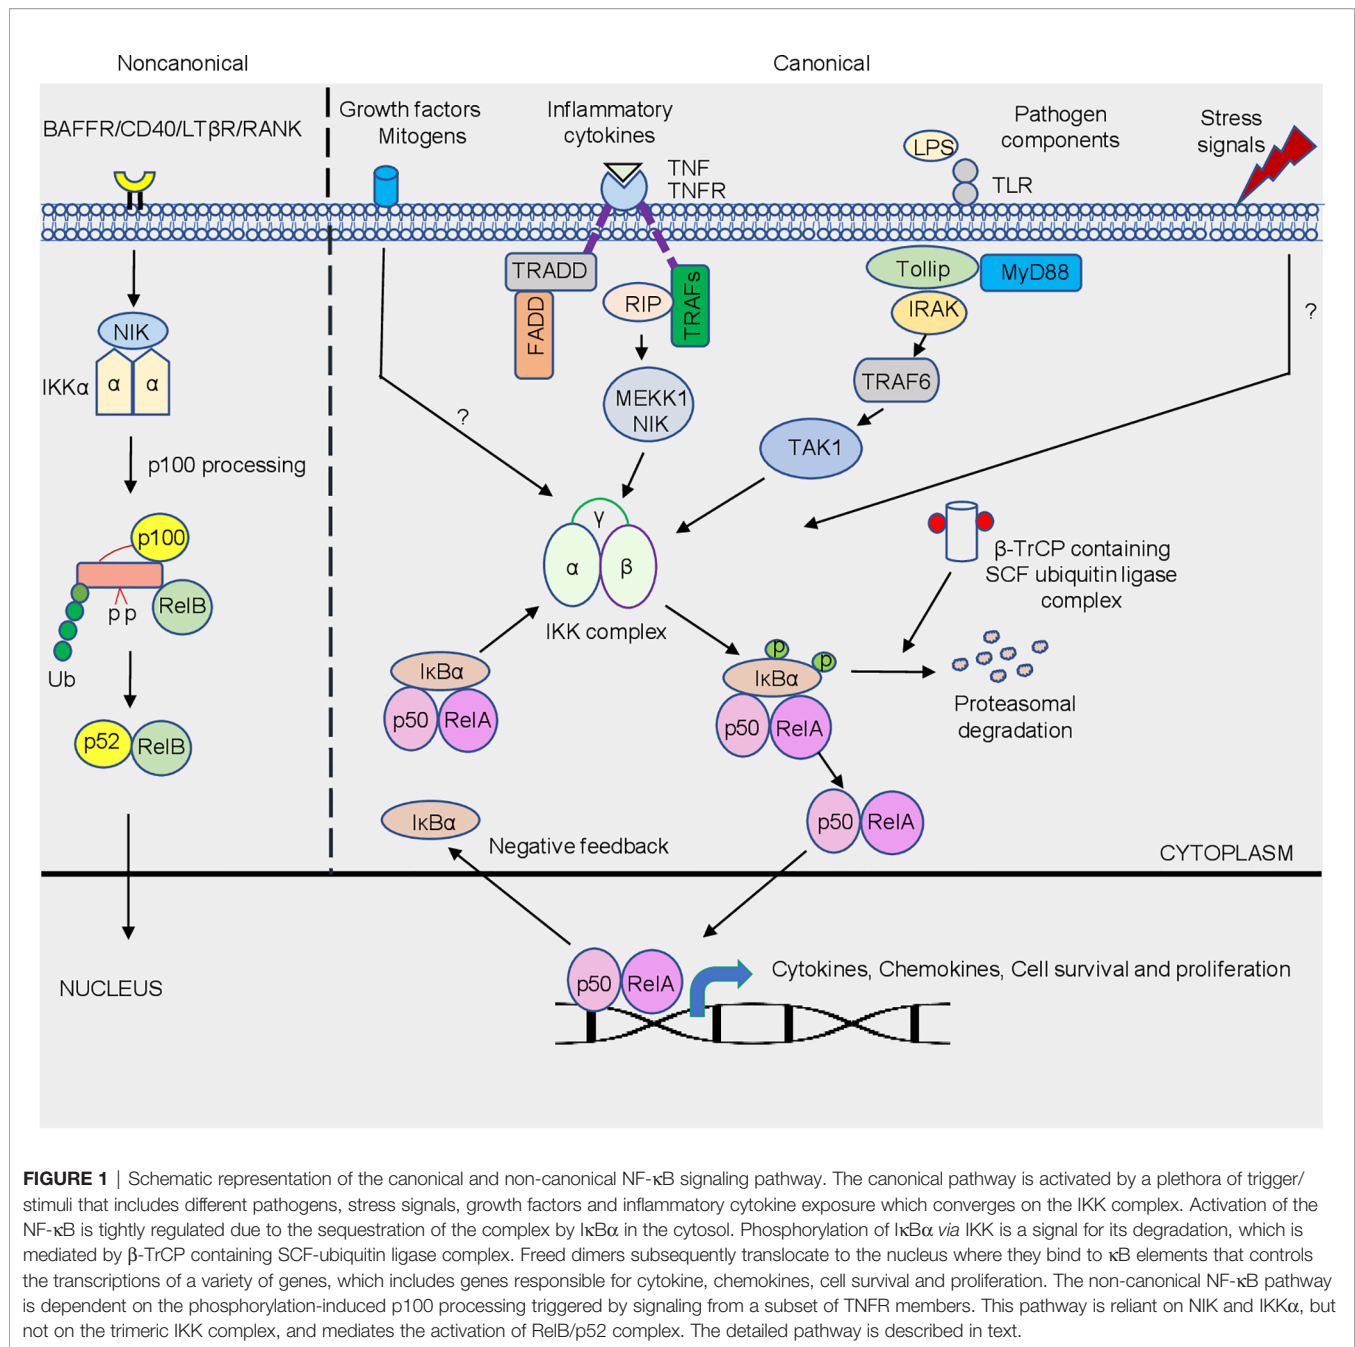 Noncanonical
Canonical
BAFFR/CD40/LTβR/RANK
Growth factors
Mitogens
Inflammatory
cytokines
TNF
TNFR
LPS
Pathogen
components
TLR
Stress
signals
TRADD
FADD
RIP
TRAFs
Tollip
MyD88
IRAK
?
NIK
IKKα
α
α
MEKK1
NIK
TRAF6
?
TAK1
p100 processing
p100
RelB
p p
Ub
γ
α
β
IKK complex
β-TrCP containing
SCF ubiquitin ligase
complex
IκBα
p50
RelA
p
p
IκBα
p50
RelA
Proteasomal
degradation
p52
RelB
IκBα
Negative feedback
p50
RelA
CYTOPLASM
NUCLEUS
p50
RelA
Cytokines, Chemokines, Cell survival and proliferation
FIGURE 1 | Schematic representation of the canonical and non-canonical NF-κB signaling pathway. The canonical pathway is activated by a plethora of trigger/
stimuli that includes different pathogens, stress signals, growth factors and inflammatory cytokine exposure which converges on the IKK complex. Activation of the
NF-κB is tightly regulated due to the sequestration of the complex by IκBα in the cytosol. Phosphorylation of IκBα via IKK is a signal for its degradation, which is
mediated by β-TrCP containing SCF-ubiquitin ligase complex. Freed dimers subsequently translocate to the nucleus where they bind to κB elements that controls
the transcriptions of a variety of genes, which includes genes responsible for cytokine, chemokines, cell survival and proliferation. The non-canonical NF-κB pathway
is dependent on the phosphorylation-induced p100 processing triggered by signaling from a subset of TNFR members. This pathway is reliant on NIK and IKKα, but
not on the trimeric IKK complex, and mediates the activation of RelB/p52 complex. The detailed pathway is described in text.